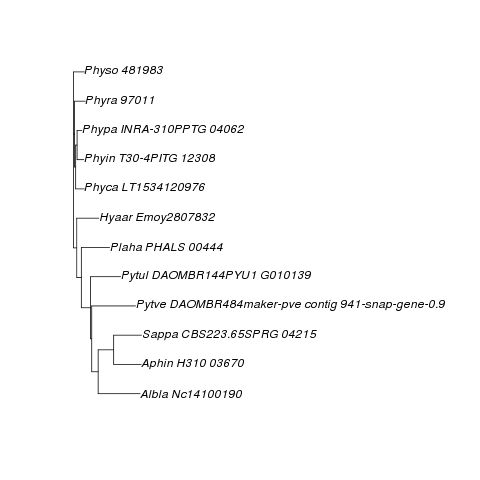 Physo 481983
Phyra 97011
Phypa INRA-310PPTG 04062
Phyin T30-4PITG 12308
Phyca LT1534120976
Hyaar Emoy2807832
Plaha PHALS 00444
Pytul DAOMBR144PYU1 G010139
Pytve DAOMBR484maker-pve contig 941-snap-gene-0.9
Sappa CBS223.65SPRG 04215
Aphin H310 03670
Albla Nc14100190